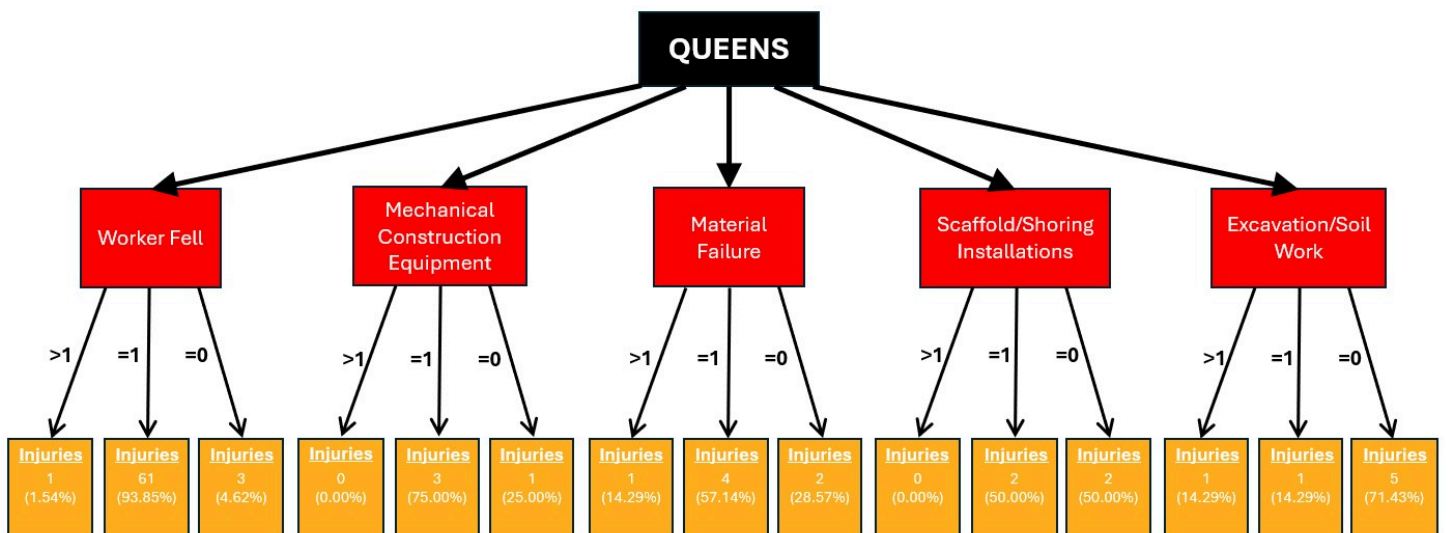 QUEENS
Worker Fell
Mechanical
Construction
Equipment
Material
Failure
Scaffold/Shoring
Installations
Excavation/Soil
Work
>1
=1
=0
>1
=1
=0
>1
=1
=0
>1
=1
=0
>1
=1
=0
Injuries
1
(1.54%)
Injuries
61
(93.85%)
Injuries
3
(4.62%)
Injuries
0
(0.00%)
Injuries
3
(75.00%)
Injuries
1
(25.00%)
Injuries
1
(14.29%)
Injuries
4
(57.14%)
Injuries
2
(28.57%)
Injuries
0
(0.00%)
Injuries
2
(50.00%)
Injuries
2
(50.00%)
Injuries
1
(14.29%)
Injuries
1
(14.29%)
Injuries
5
(71.43%)